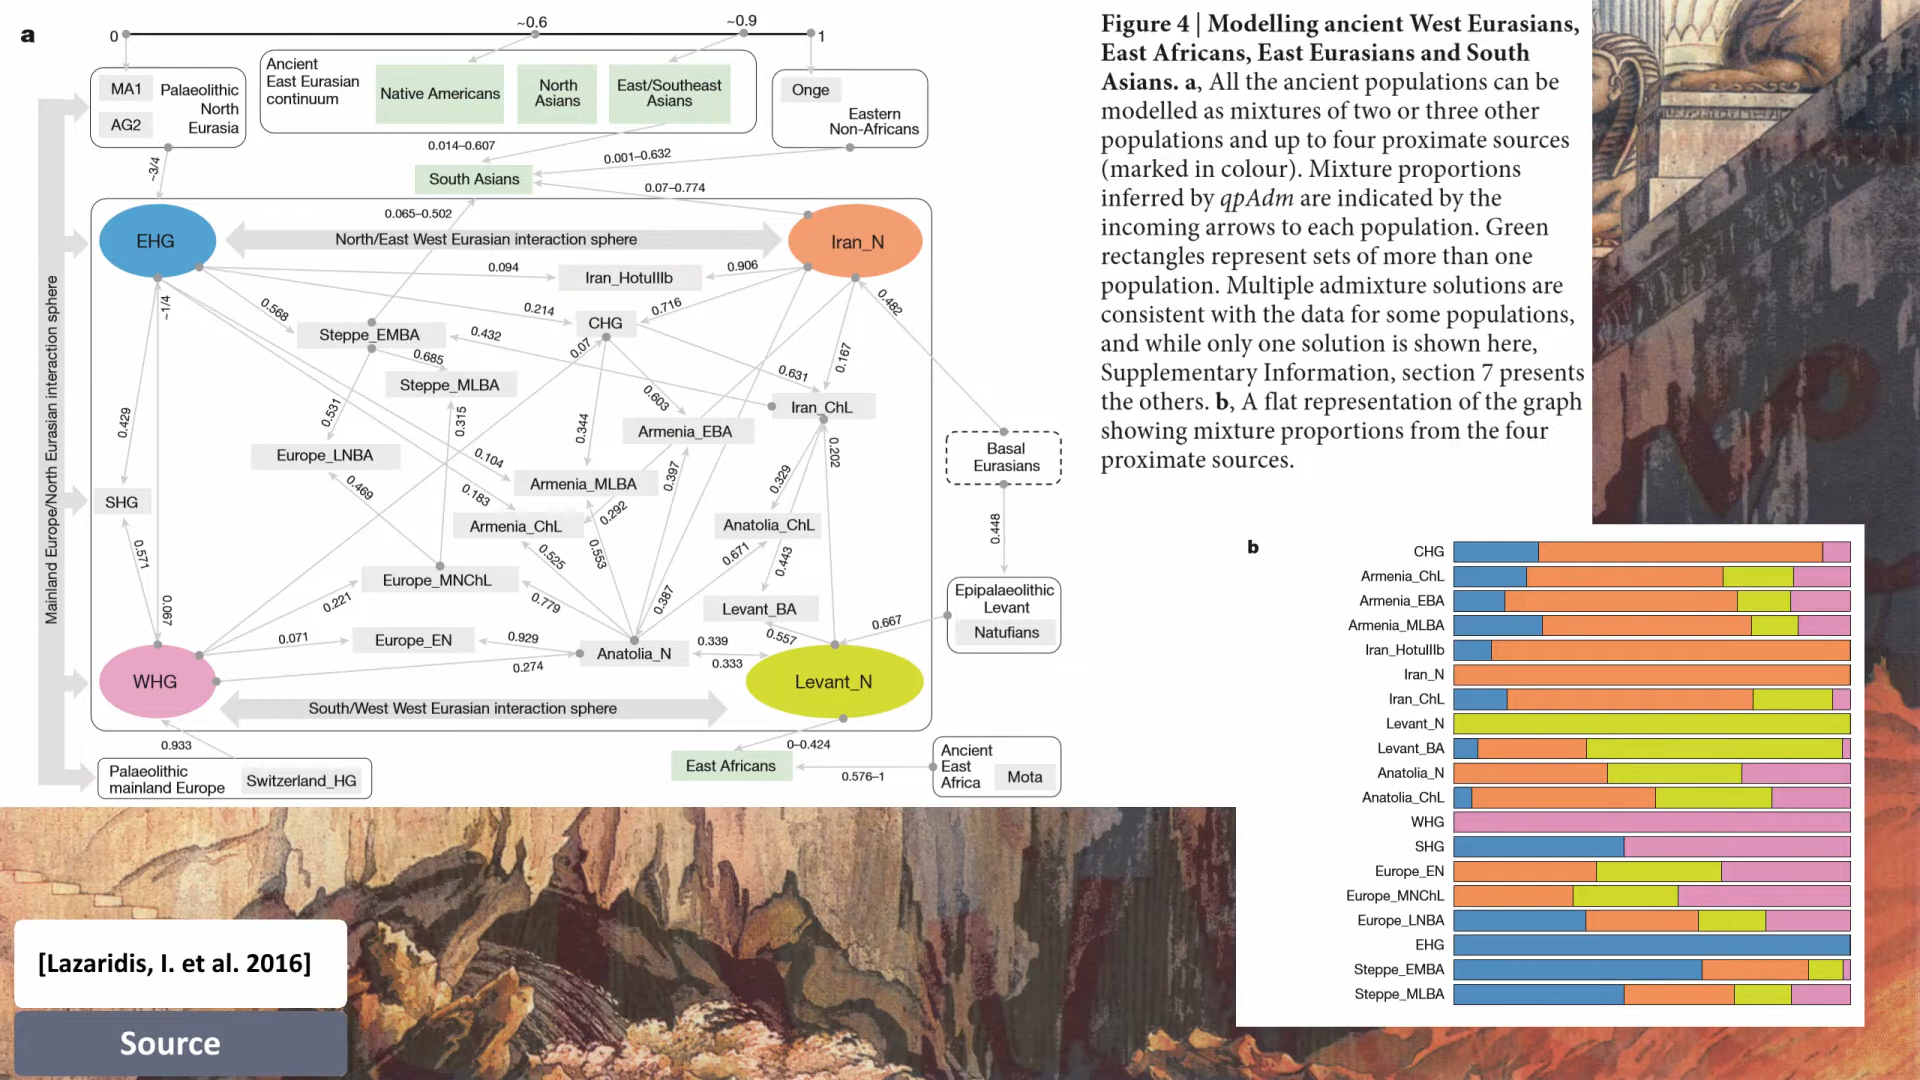 a
0
~0.6
~0.9
1
MA1
AG2
Palaeolithic
North
Eurasia
Ancient
East Eurasian
continuum
Native Americans
North
Asians
East/Southeast
Asians
Onge
Eastern
Non-Africans
~3/4
0.014–0.607
0.001–0.632
South Asians
0.07–0.774
0.065–0.502
EHG
North/East West Eurasian interaction sphere
Iran_N
0.094
Iran_HotuIIIb
0.906
~1/4
0.568
0.214
CHG
0.716
0.482
Steppe_EMBA
0.432
0.07
0.685
0.167
Steppe_MLBA
0.631
0.603
Iran_ChL
0.429
0.531
0.315
0.344
Armenia_EBA
Basal
Eurasians
Europe_LNBA
0.104
0.397
0.202
0.469
0.183
Armenia_MLBA
0.329
SHG
0.292
Armenia_ChL
Anatolia_ChL
0.448
0.571
0.525
0.553
0.671
0.443
Europe_MNChL
0.067
0.221
0.779
0.387
Levant_BA
Epipalaeolithic
Levant
Natufians
0.667
0.071
Europe_EN
0.929
0.339
0.557
Anatolia_N
0.274
0.333
WHG
Levant_N
South/West West Eurasian interaction sphere
Mainland Europe/North Eurasian interaction sphere
0.933
0–0.424
Palaeolithic
mainland Europe
Switzerland_HG
East Africans
0.576–1
Ancient
East
Africa
Mota
Figure 4 | Modelling ancient West Eurasians,
East Africans, East Eurasians and South
Asians. a, All the ancient populations can be
modelled as mixtures of two or three other
populations and up to four proximate sources
(marked in colour). Mixture proportions
inferred by qpAdm are indicated by the
incoming arrows to each population. Green
rectangles represent sets of more than one
population. Multiple admixture solutions are
consistent with the data for some populations,
and while only one solution is shown here,
Supplementary Information, section 7 presents
the others. b, A flat representation of the graph
showing mixture proportions from the four
proximate sources.
b
CHG
Armenia_ChL
Armenia_EBA
Armenia_MLBA
Iran_HotuIIIb
Iran_N
Iran_ChL
Levant_N
Levant_BA
Anatolia_N
Anatolia_ChL
WHG
SHG
Europe_EN
Europe_MNChL
Europe_LNBA
EHG
Steppe_EMBA
Steppe_MLBA
[Lazaridis, I. et al. 2016]
Source